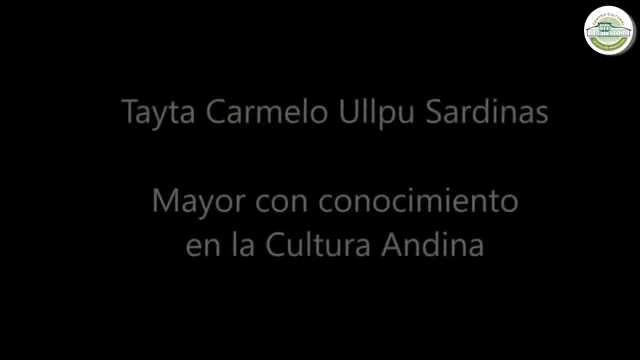 Tayta Carmelo Ullpu Sardinas
Mayor con conocimiento
en la Cultura Andina